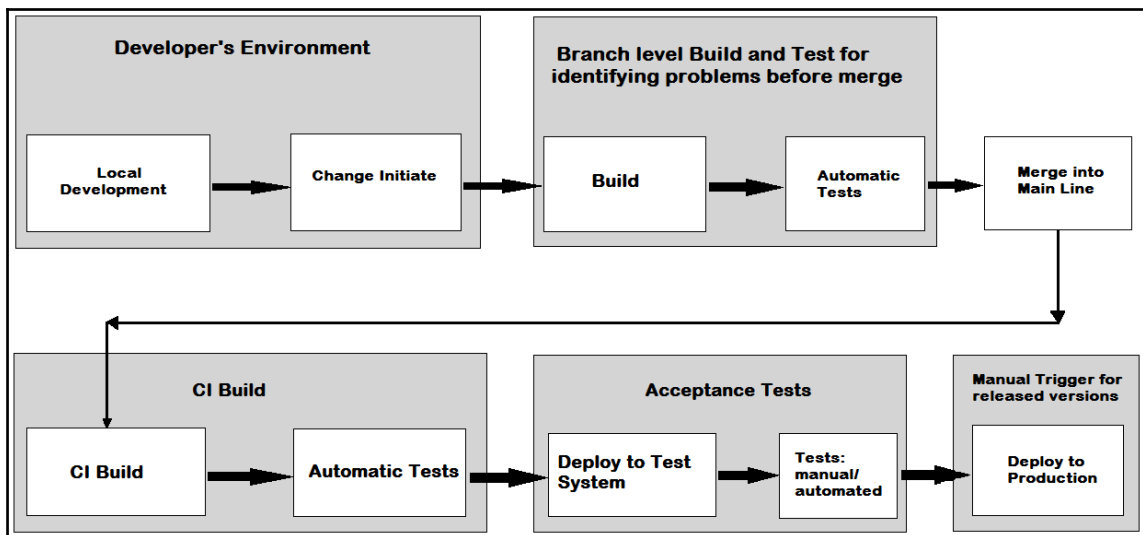 Developer's Environment
Branch level Build and Test for
identifying problems before merge
Local
Development
Change Initiate
Build
Automatic
Tests
Merge into
Main Line
CI Build
Acceptance Tests
Manual Trigger for
released versions
CI Build
Automatic Tests
Deploy to Test
System
Tests:
manual/
automated
Deploy to
Production